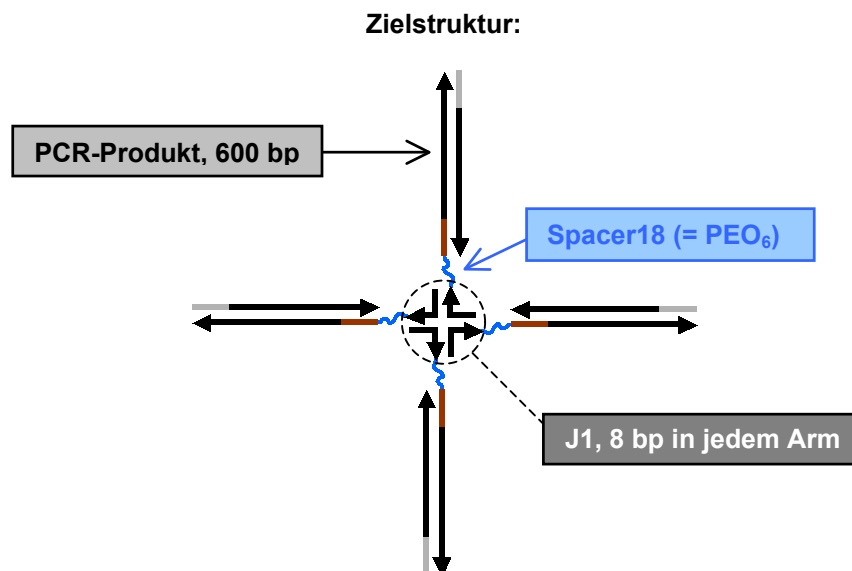 Zielstruktur:
PCR-Produkt, 600 bp
Spacer18 (= PEO₆)
J1, 8 bp in jedem Arm